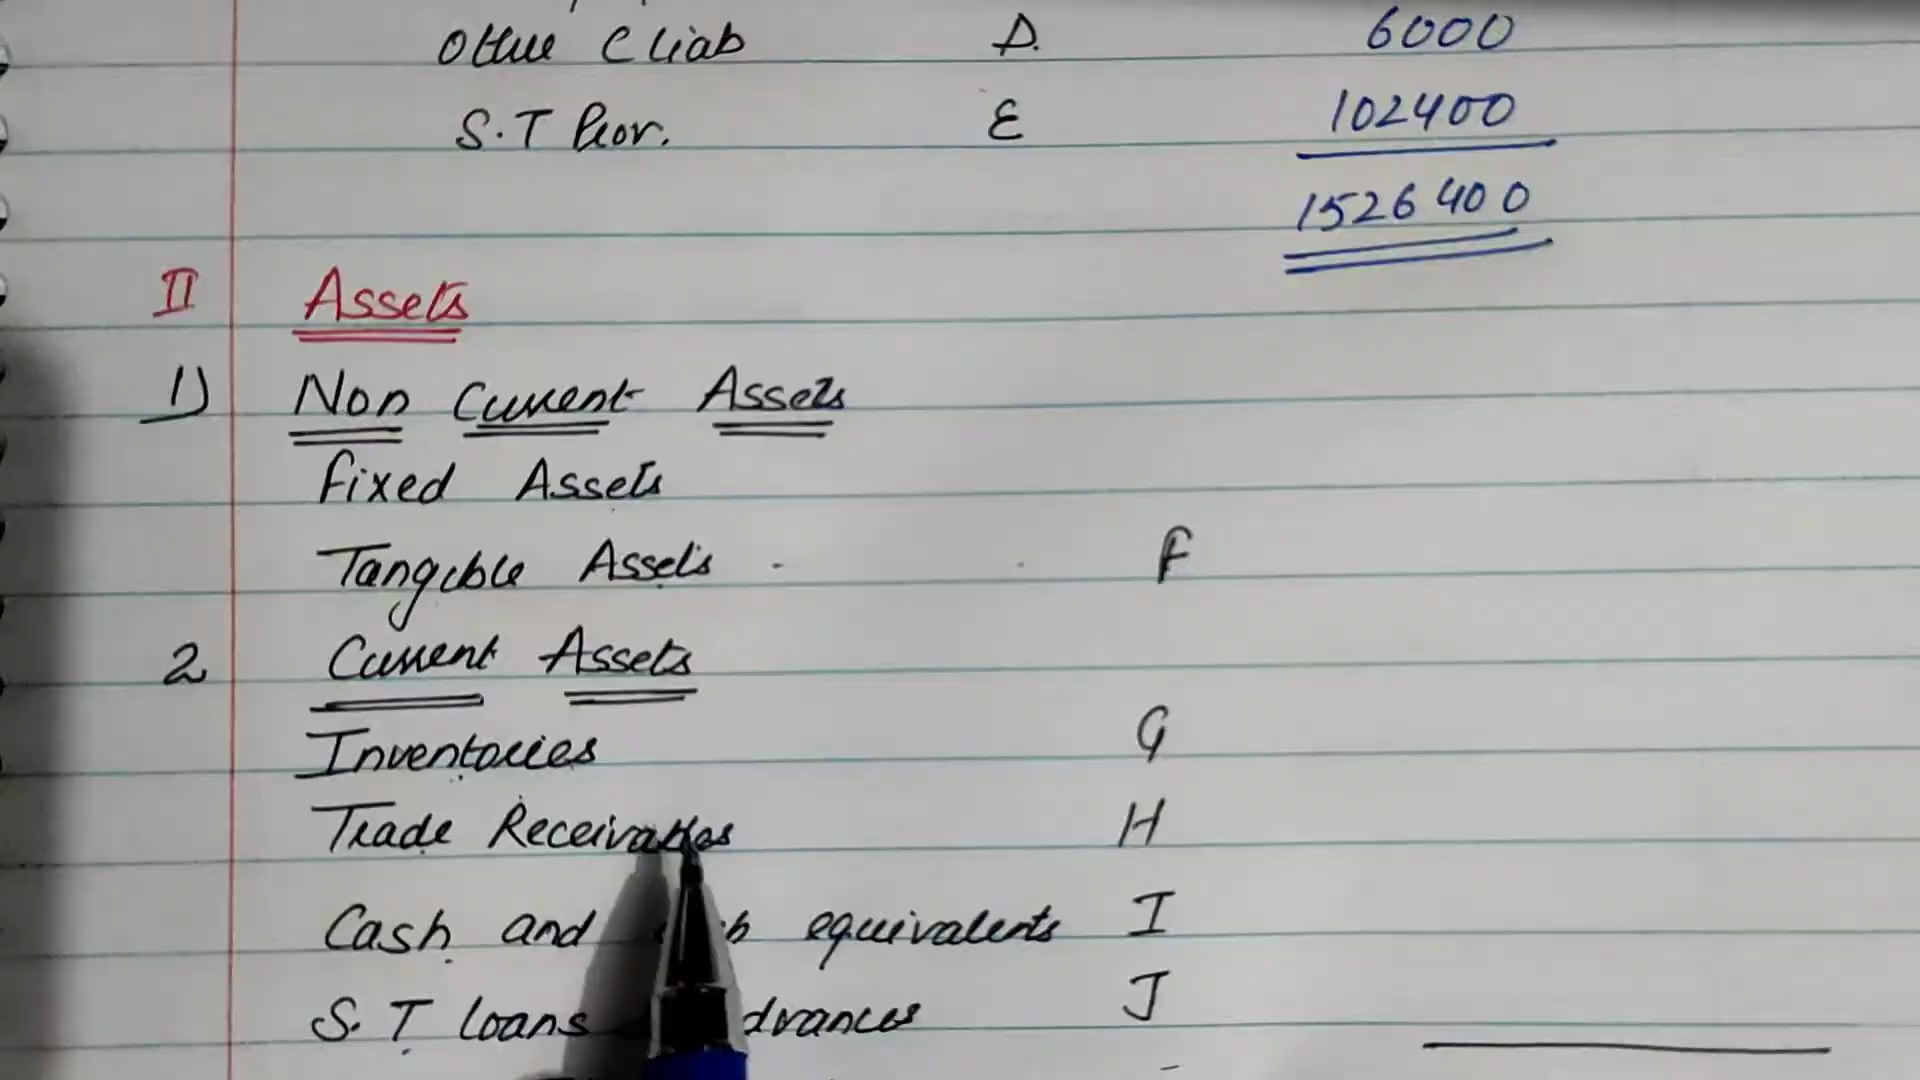 Other C Liab D. 6000
S.T Prov. E 102400
1526400
II Assets
1) Non Current Assets
Fixed Assets
Tangible Assets F
2 Current Assets
Inventories G
Trade Receivables H
Cash and equivalents I
S. T loans J